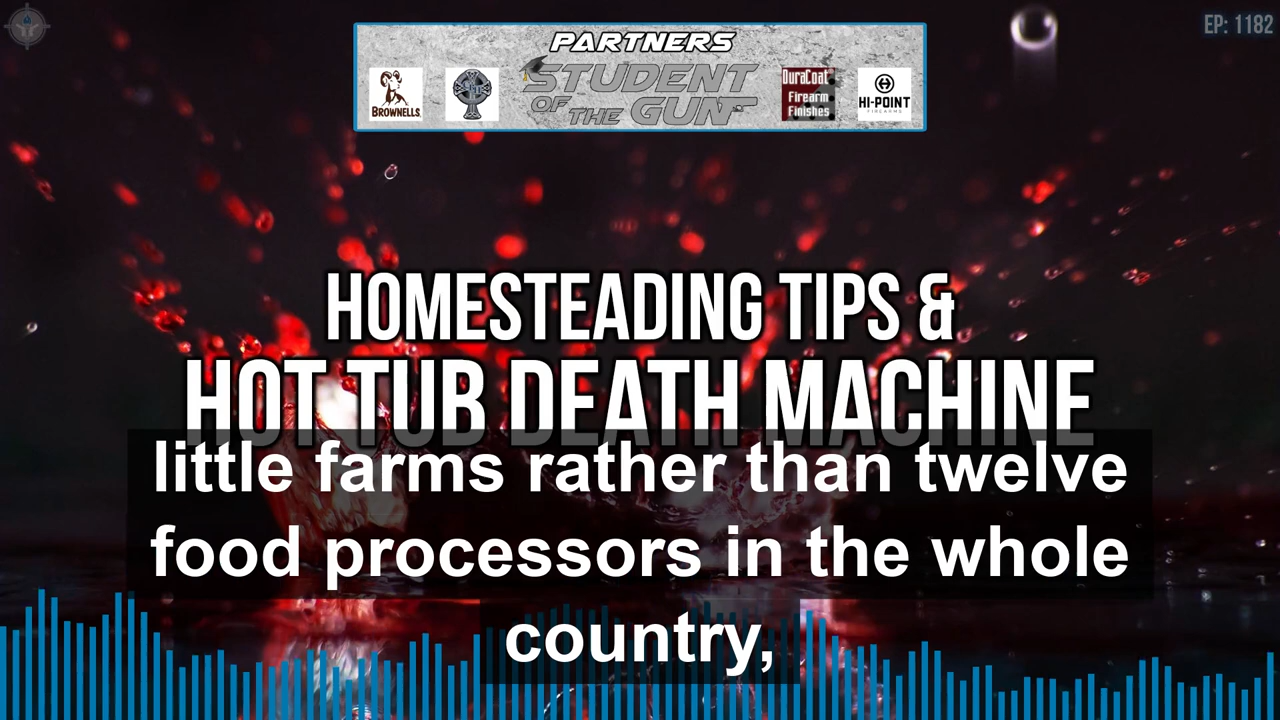 EP: 1182
PARTNERS
STUDENT
OF THE GUN
BROWNELLS
DuraCoat
Firearm
Finishes
HI-POINT
FIREARMS
HOMESTEADING TIPS &
HOT TUB DEATH MACHINE
little farms rather than twelve
food processors in the whole
country,